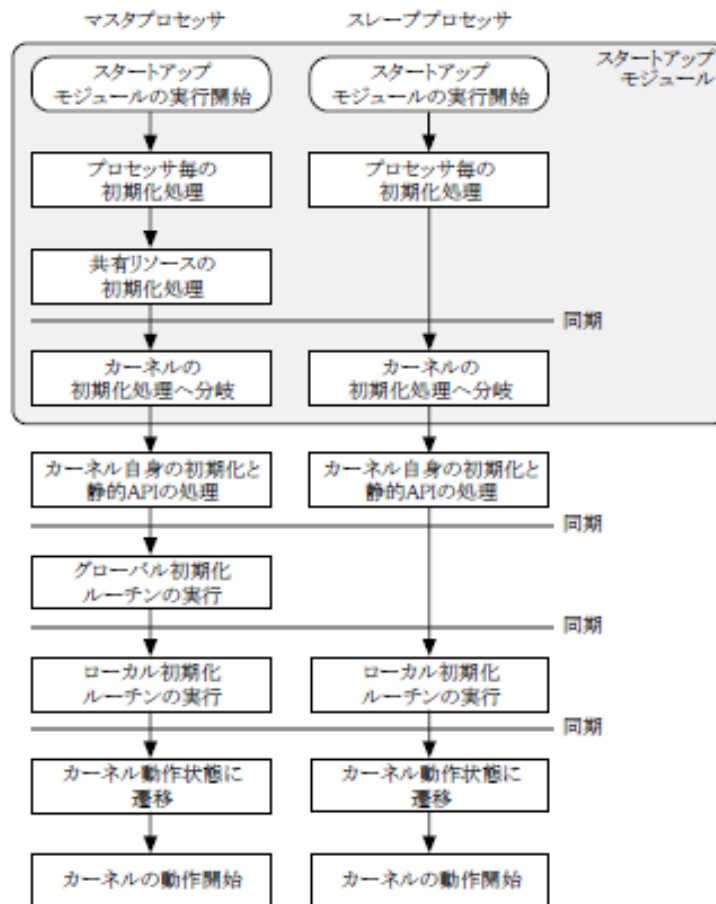 マスタプロセッサ
スレーブプロセッサ
スタートアップ
モジュール
スタートアップ
モジュールの実行開始
スタートアップ
モジュールの実行開始
プロセッサ毎の
初期化処理
プロセッサ毎の
初期化処理
共有リソースの
初期化処理
同期
カーネルの
初期化処理へ分岐
カーネルの
初期化処理へ分岐
カーネル自身の初期化と
静的APIの処理
カーネル自身の初期化と
静的APIの処理
同期
グローバル初期化
ルーチンの実行
同期
ローカル初期化
ルーチンの実行
ローカル初期化
ルーチンの実行
同期
カーネル動作状態に
遷移
カーネル動作状態に
遷移
カーネルの動作開始
カーネルの動作開始